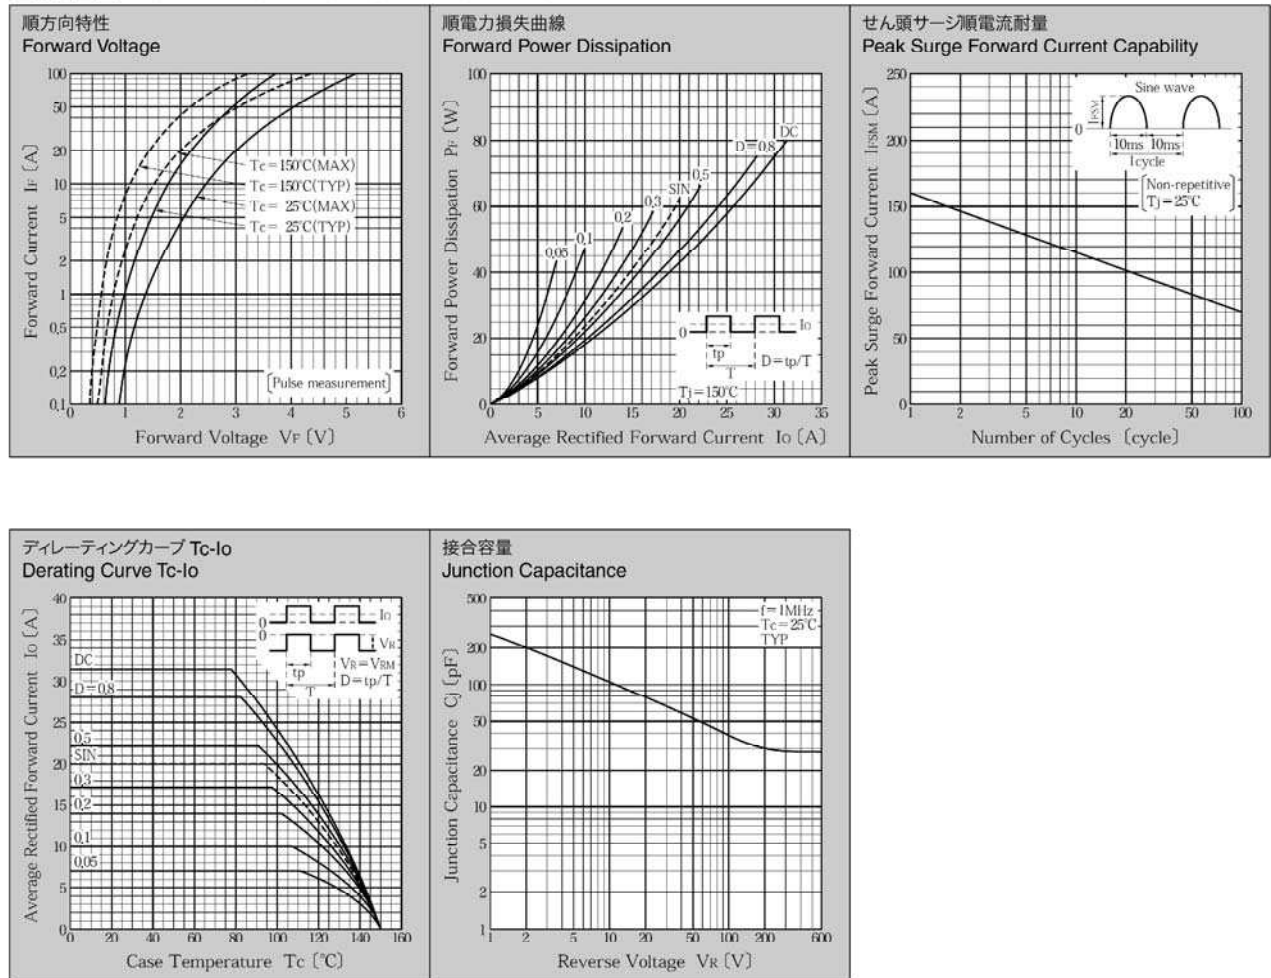 順方向特性
Forward Voltage
Forward Current IF [A]
100
50
20
10
5
2
1
0.5
0.2
0.1
Tc=150℃(MAX)
Tc=150℃(TYP)
Tc= 25℃(MAX)
Tc= 25℃(TYP)
[Pulse measurement]
0 1 2 3 4 5 6
Forward Voltage VF [V]
順電力損失曲線
Forward Power Dissipation
Forward Power Dissipation PF [W]
100
80
60
40
20
0
DC
D=0.8
0.5
SIN
0.3
0.2
0.1
0.05
0
Io
tp
T
D=tp/T
Tj=150℃
0 5 10 15 20 25 30 35
Average Rectified Forward Current Io [A]
せん頭サージ順電流耐量
Peak Surge Forward Current Capability
Peak Surge Forward Current IFSM [A]
250
200
150
100
50
0
Sine wave
IFSM
0
10ms 10ms
1cycle
[Non-repetitive
Tj=25℃]
1 2 5 10 20 50 100
Number of Cycles [cycle]
ディレーティングカーブ Tc-Io
Derating Curve Tc-Io
Average Rectified Forward Current Io [A]
40
35
30
25
20
15
10
5
0
DC
D=0.8
0.5
SIN
0.3
0.2
0.1
0.05
0
Io
0
VR
tp
T
VR=VRM
D=tp/T
0 20 40 60 80 100 120 140 160
Case Temperature Tc [℃]
接合容量
Junction Capacitance
Junction Capacitance Cj [pF]
500
200
100
50
20
10
5
2
1
f=1MHz
Tc=25℃
TYP
1 2 5 10 20 50 100 200 600
Reverse Voltage VR [V]